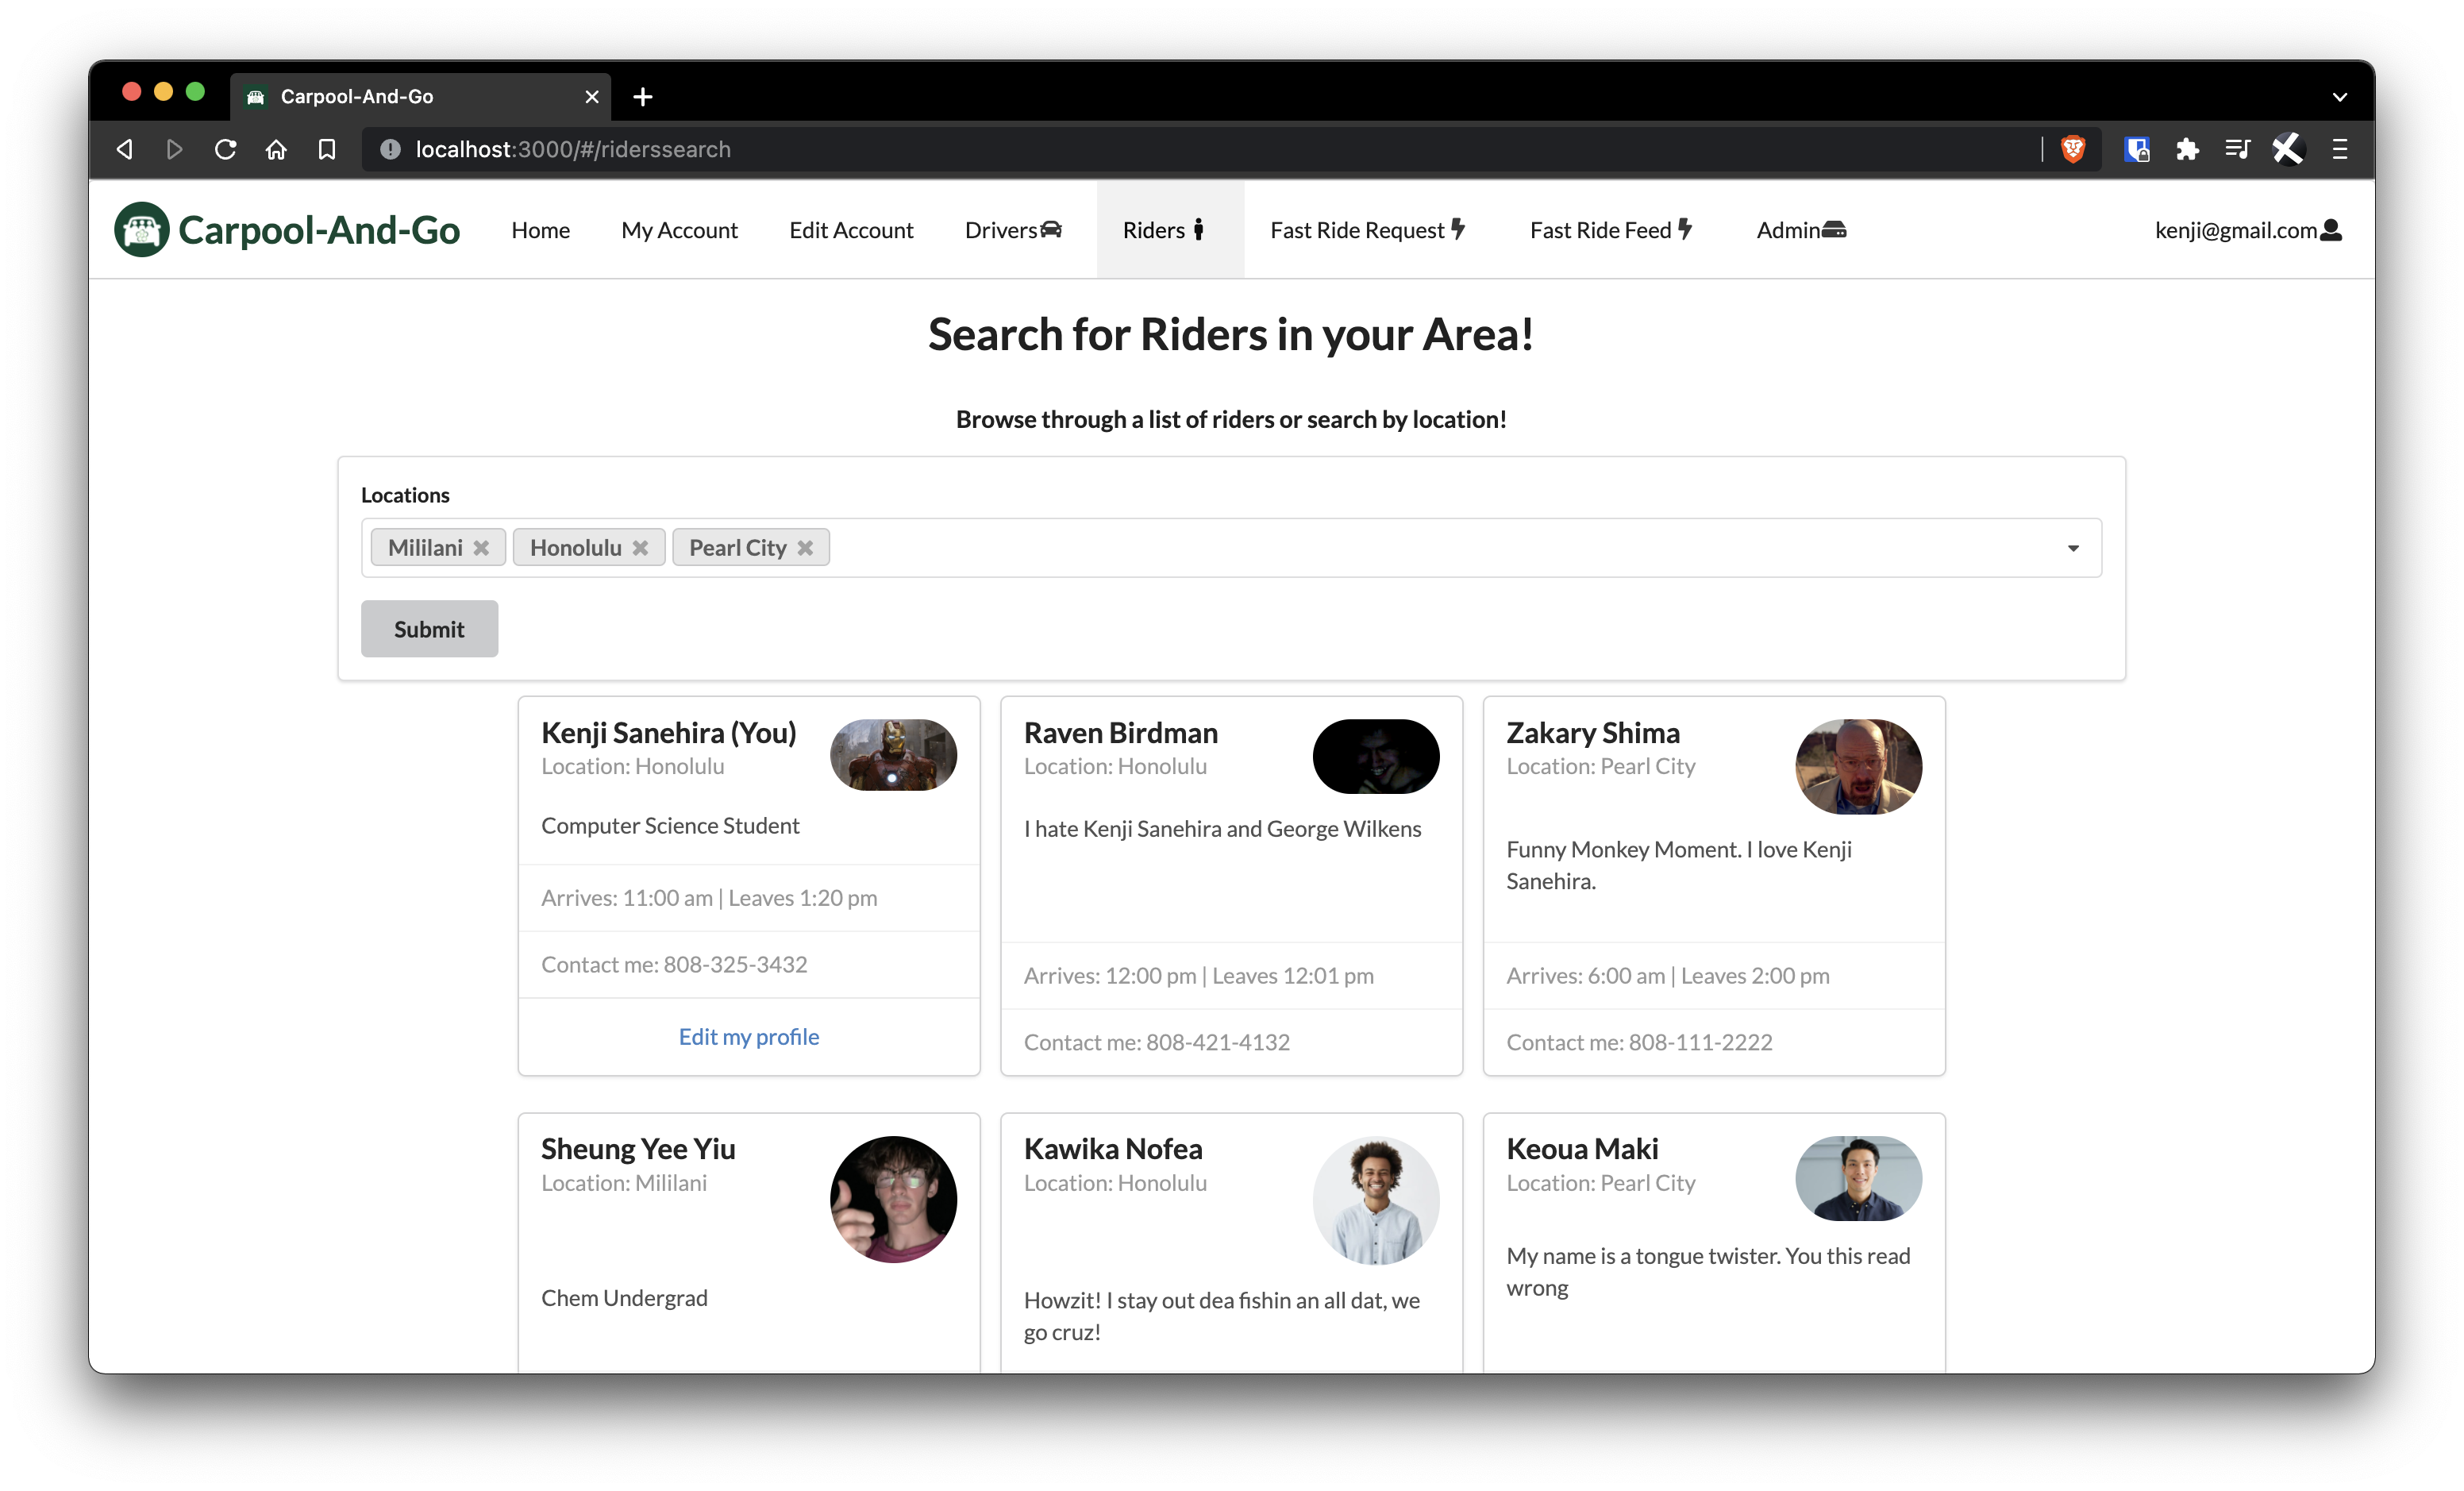 Carpool-And-Go
localhost:3000/#/riderssearch
Carpool-And-Go Home My Account Edit Account Drivers Riders Fast Ride Request Fast Ride Feed Admin kenji@gmail.com
Search for Riders in your Area!
Browse through a list of riders or search by location!
Locations
Mililani Honolulu Pearl City
Submit
Kenji Sanehira (You)
Location: Honolulu
Computer Science Student
Arrives: 11:00 am | Leaves 1:20 pm
Contact me: 808-325-3432
Edit my profile
Raven Birdman
Location: Honolulu
I hate Kenji Sanehira and George Wilkens
Arrives: 12:00 pm | Leaves 12:01 pm
Contact me: 808-421-4132
Zakary Shima
Location: Pearl City
Funny Monkey Moment. I love Kenji
Sanehira.
Arrives: 6:00 am | Leaves 2:00 pm
Contact me: 808-111-2222
Sheung Yee Yiu
Location: Mililani
Chem Undergrad
Kawika Nofea
Location: Honolulu
Howzit! I stay out dea fishin an all dat, we
go cruz!
Keoua Maki
Location: Pearl City
My name is a tongue twister. You this read
wrong